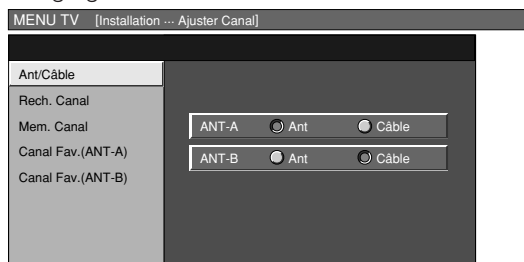 MENU TV [Installation ··· Ajuster Canal]
Ant/Câble
Rech. Canal
Mem. Canal
ANT-A Ant Câble
Canal Fav.(ANT-A)
ANT-B Ant Câble
Canal Fav.(ANT-B)